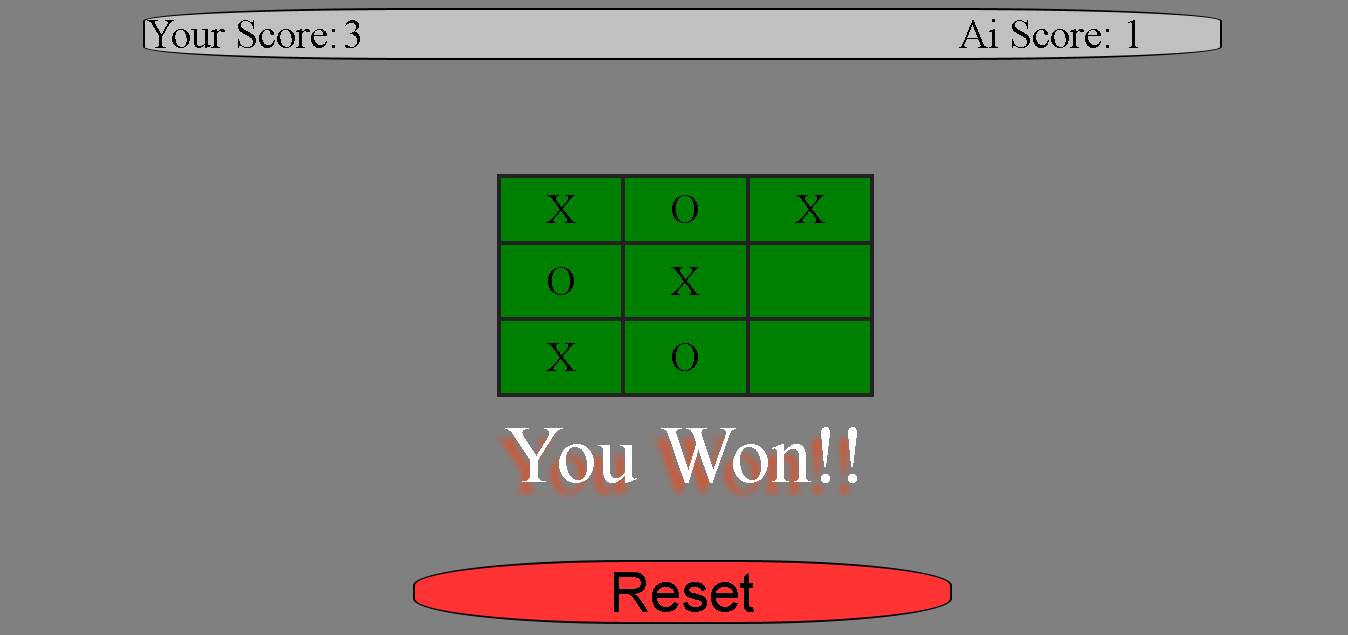 Your Score: 3 Ai Score: 1
X O X
O X
X O
You Won!!
Reset